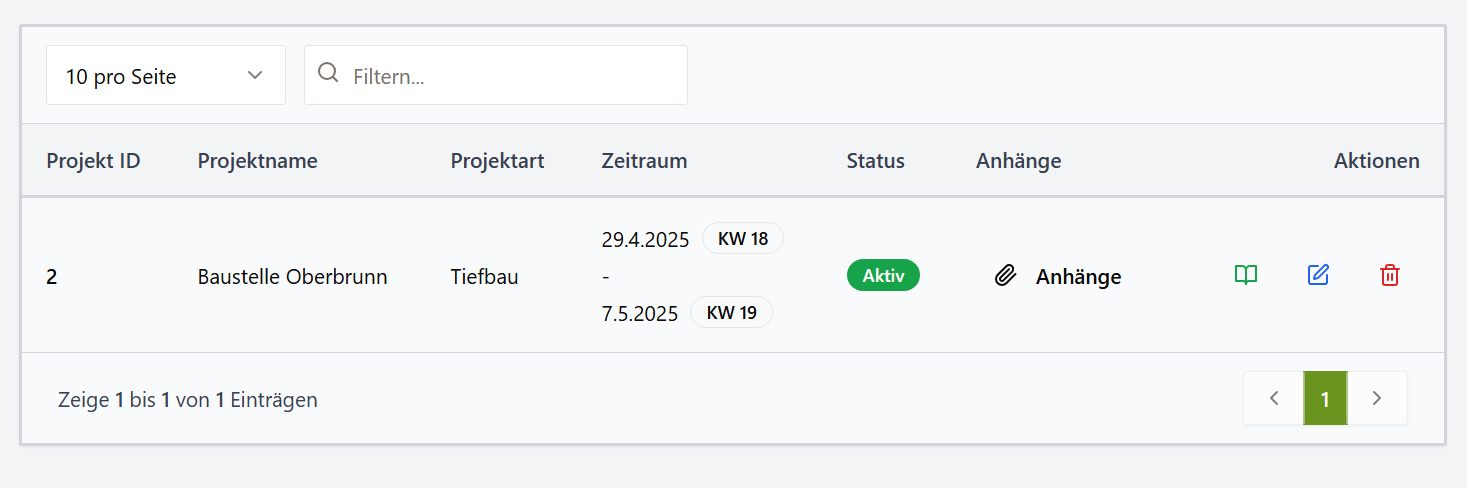 10 pro Seite
Filtern...
Projekt ID Projektname Projektart Zeitraum Status Anhänge Aktionen
29.4.2025 KW 18
2 Baustelle Oberbrunn Tiefbau - Aktiv Anhänge
7.5.2025 KW 19
Zeige 1 bis 1 von 1 Einträgen
1